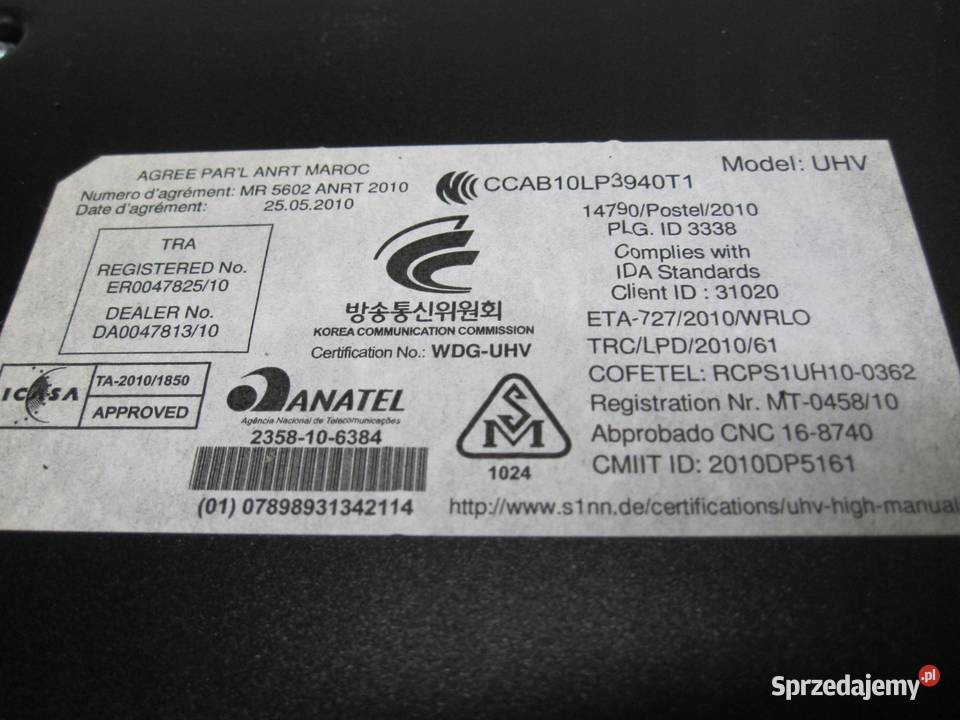 AGREE PAR'L ANRT MAROC
Numero d'agrément: MR 5602 ANRT 2010
Date d'agrément: 25.05.2010
TRA
REGISTERED No.
ER0047825/10
DEALER No.
DA0047813/10
ICASA
TA-2010/1850
APPROVED
방송통신위원회
KOREA COMMUNICATION COMMISSION
Certification No.: WDG-UHV
ANATEL
Agência Nacional de Telecomunicações
2358-10-6384
(01) 07898931342114
CCAB10LP3940T1
Model: UHV
14790/Postel/2010
PLG. ID 3338
Complies with
IDA Standards
Client ID : 31020
ETA-727/2010/WRLO
TRC/LPD/2010/61
COFETEL: RCPS1UH10-0362
Registration Nr. MT-0458/10
Abprobado CNC 16-8740
CMIIT ID: 2010DP5161
SM
1024
http://www.s1nn.de/certifications/uhv-high-manual
Sprzedajemy.pl